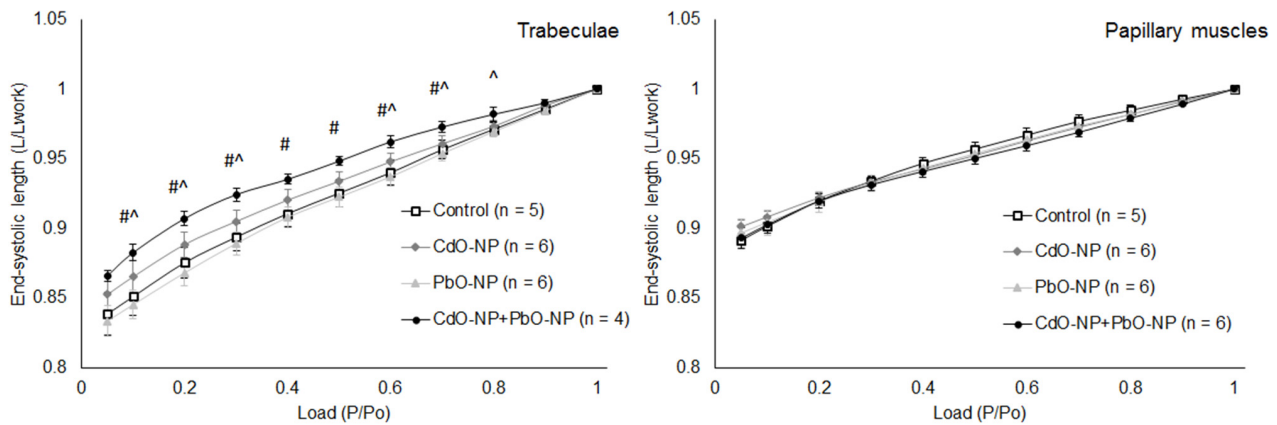 Trabeculae
1.05
1
0.95
0.9
0.85
0.8
End-systolic length (L/Lwork)
#^
#^
#^
#
#
#^
#^
^
Control (n = 5)
CdO-NP (n = 6)
PbO-NP (n = 6)
CdO-NP+PbO-NP (n = 4)
0 0.2 0.4 0.6 0.8 1
Load (P/Po)
Papillary muscles
1.05
1
0.95
0.9
0.85
0.8
End-systolic length (L/Lwork)
Control (n = 5)
CdO-NP (n = 6)
PbO-NP (n = 6)
CdO-NP+PbO-NP (n = 6)
0 0.2 0.4 0.6 0.8 1
Load (P/Po)